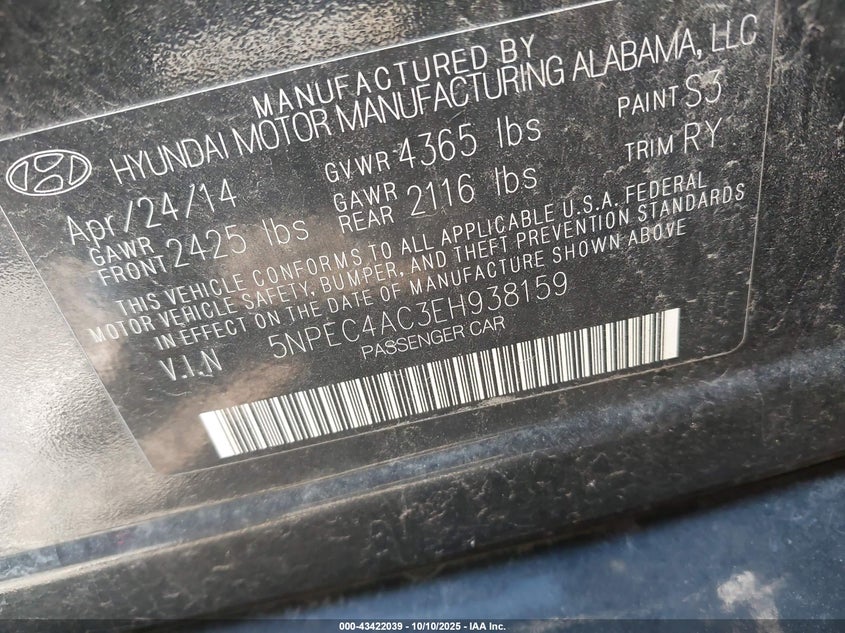 MANUFACTURED BY
HYUNDAI MOTOR MANUFACTURING ALABAMA, LLC
Apr/24/14 GVWR 4365 lbs PAINT S3
GAWR FRONT 2425 lbs GAWR REAR 2116 lbs TRIM RY
THIS VEHICLE CONFORMS TO ALL APPLICABLE U.S.A. FEDERAL
MOTOR VEHICLE SAFETY, BUMPER, AND THEFT PREVENTION STANDARDS
IN EFFECT ON THE DATE OF MANUFACTURE SHOWN ABOVE
V.I.N 5NPEC4AC3EH938159
PASSENGER CAR
000-43422039 - 10/10/2025 - IAA Inc.